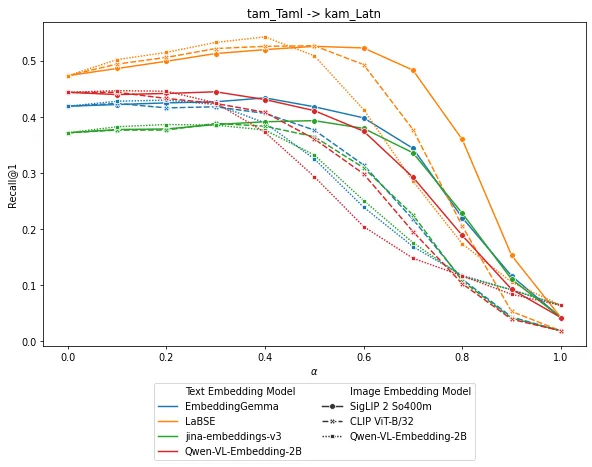 tam_Taml -> kam_Latn
Recall@1
0.5
0.4
0.3
0.2
0.1
0.0
0.0 0.2 0.4 0.6 0.8 1.0
α
Text Embedding Model
EmbeddingGemma
LaBSE
jina-embeddings-v3
Qwen-VL-Embedding-2B
Image Embedding Model
SigLIP 2 So400m
CLIP ViT-B/32
Qwen-VL-Embedding-2B